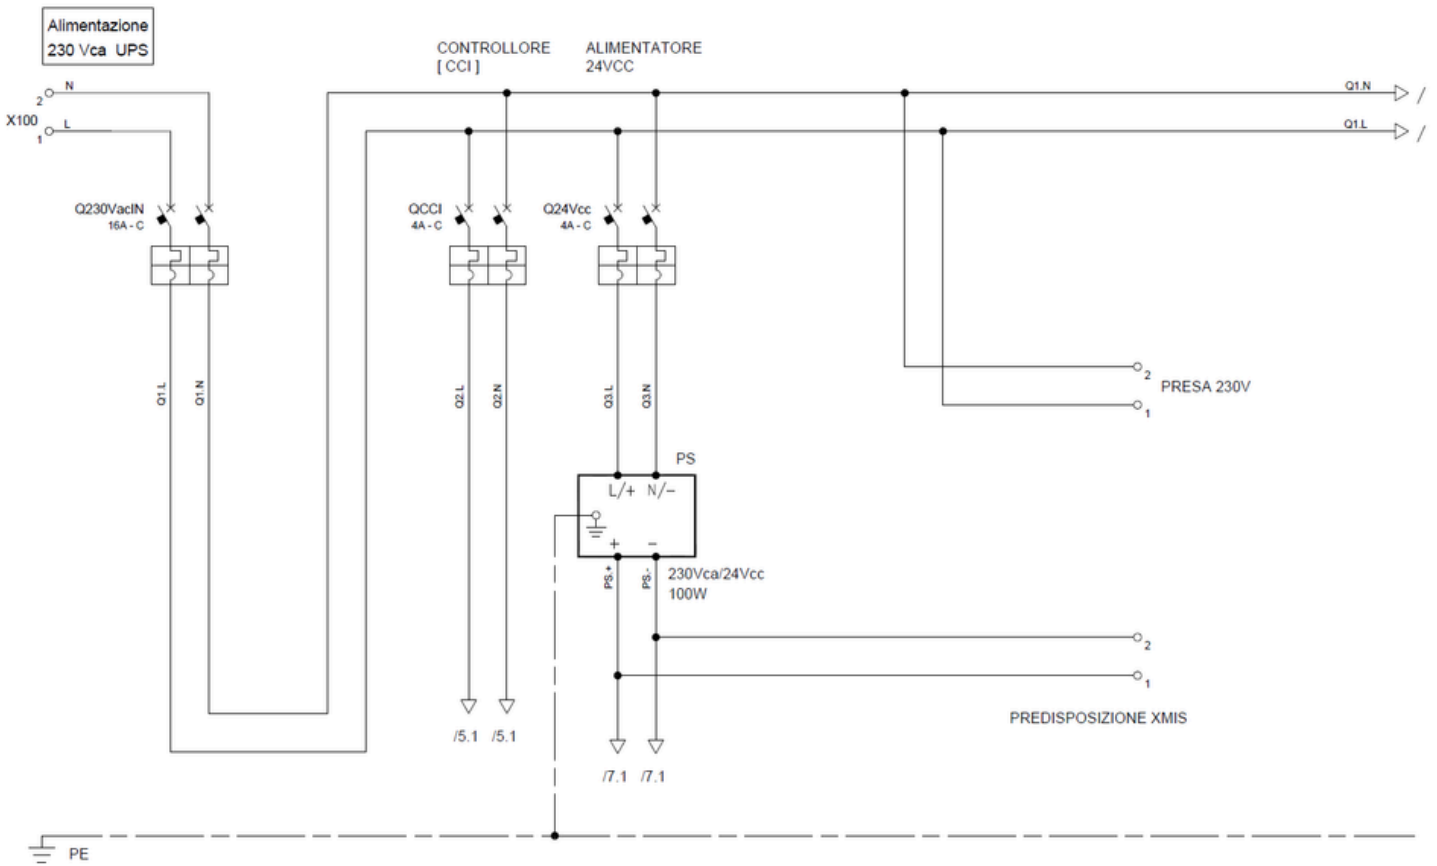 Alimentazione
230 Vca UPS
CONTROLLORE
[ CCI ]
ALIMENTATORE
24VCC
N
2
X100
L
1
Q1.N
/
Q1.L
/
Q230VacIN
16A - C
QCCI
4A - C
Q24Vcc
4A - C
Q1.L
Q1.N
Q2.L
Q2.N
Q3.L
Q3.N
2
PRESA 230V
1
PS
L/+ N/-
+ -
PS.+
PS.-
230Vca/24Vcc
100W
2
1
PREDISPOSIZIONE XMIS
/5.1 /5.1
/7.1 /7.1
PE